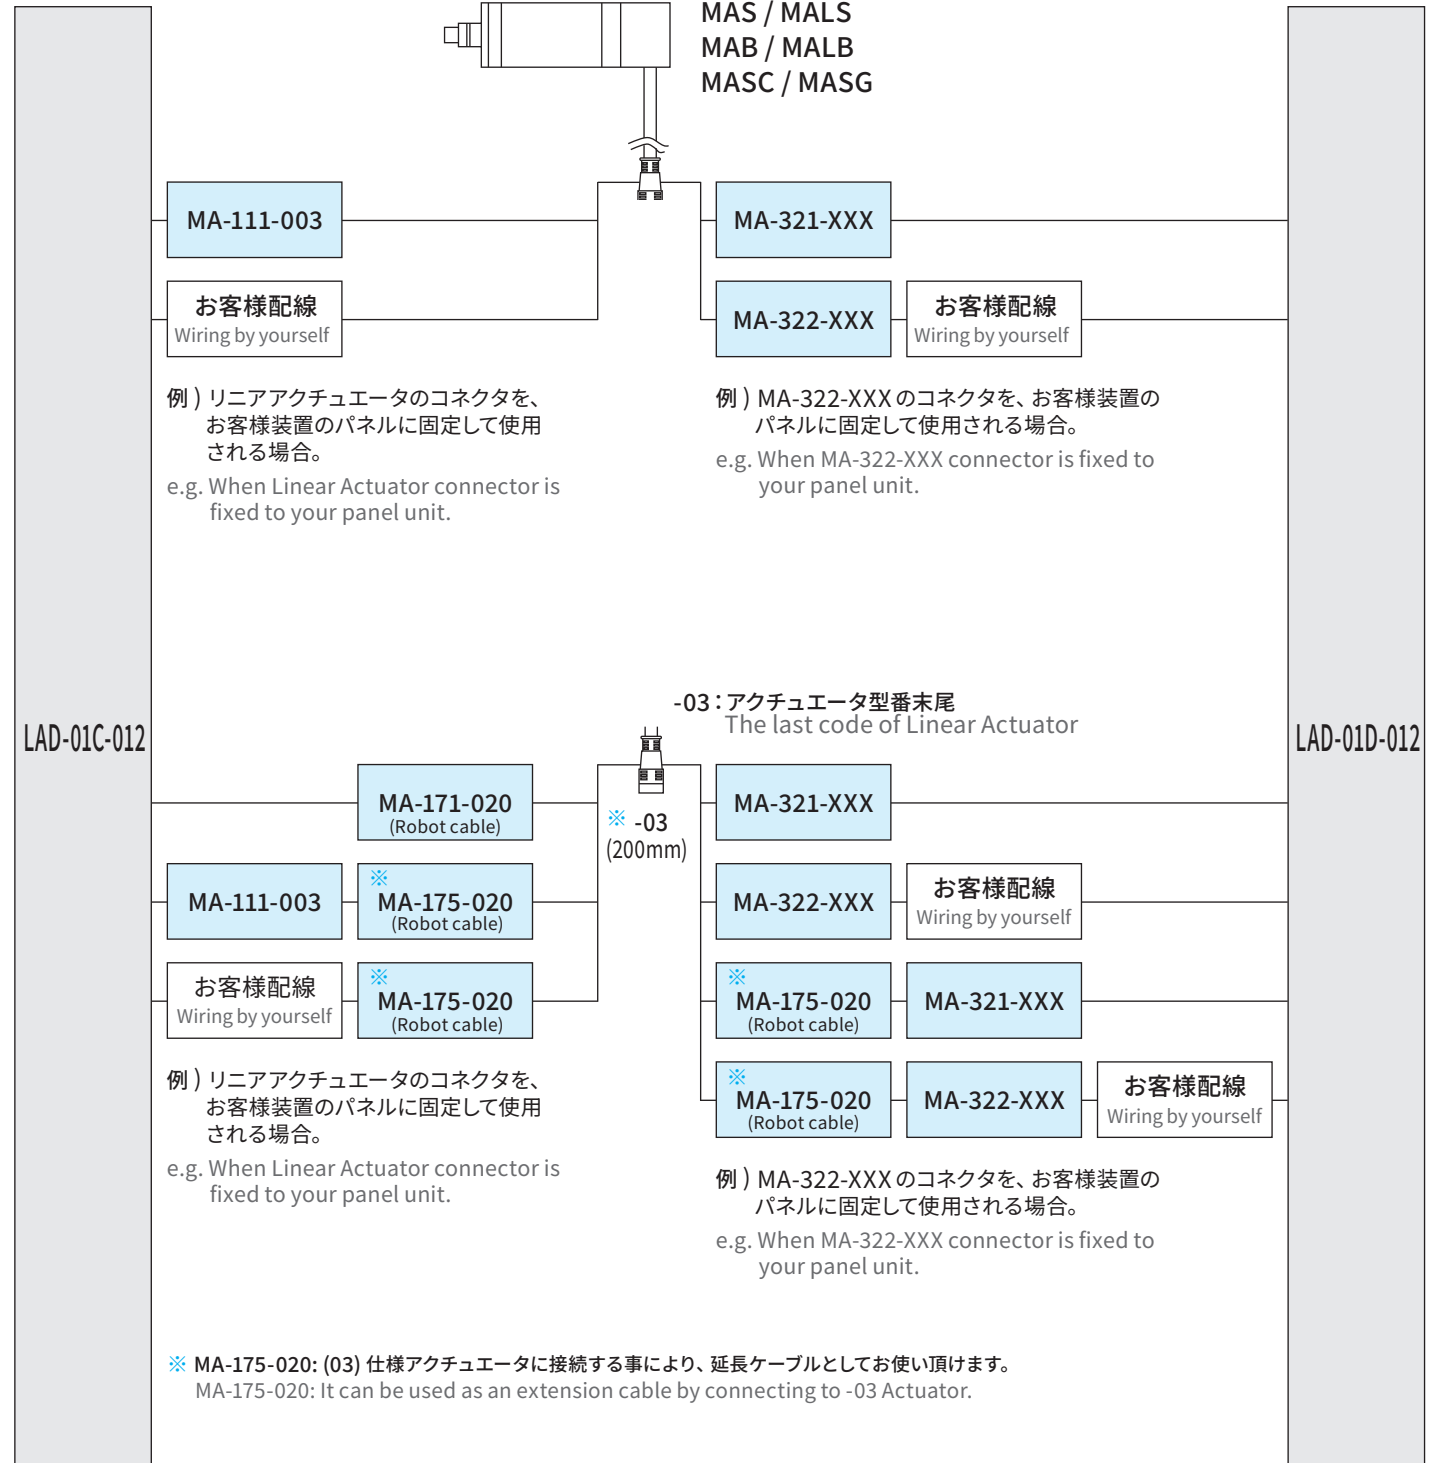 MAS / MALS
MAB / MALB
MASC / MASG
MA-111-003
お客様配線
Wiring by yourself
MA-321-XXX
MA-322-XXX
お客様配線
Wiring by yourself
例 ) リニアアクチュエータのコネクタを、
お客様装置のパネルに固定して使用
される場合。
e.g. When Linear Actuator connector is
fixed to your panel unit.
例 ) MA-322-XXX のコネクタを、お客様装置の
パネルに固定して使用される場合。
e.g. When MA-322-XXX connector is fixed to
your panel unit.
LAD-01C-012
LAD-01D-012
-03：アクチュエータ型番末尾
The last code of Linear Actuator
MA-171-020
(Robot cable)
※ -03
(200mm)
MA-321-XXX
MA-111-003
※
MA-175-020
(Robot cable)
MA-322-XXX
お客様配線
Wiring by yourself
お客様配線
Wiring by yourself
※
MA-175-020
(Robot cable)
※
MA-175-020
(Robot cable)
MA-321-XXX
※
MA-175-020
(Robot cable)
MA-322-XXX
お客様配線
Wiring by yourself
例 ) リニアアクチュエータのコネクタを、
お客様装置のパネルに固定して使用
される場合。
e.g. When Linear Actuator connector is
fixed to your panel unit.
例 ) MA-322-XXX のコネクタを、お客様装置の
パネルに固定して使用される場合。
e.g. When MA-322-XXX connector is fixed to
your panel unit.
※ MA-175-020: (03) 仕様アクチュエータに接続する事により、延長ケーブルとしてお使い頂けます。
MA-175-020: It can be used as an extension cable by connecting to -03 Actuator.